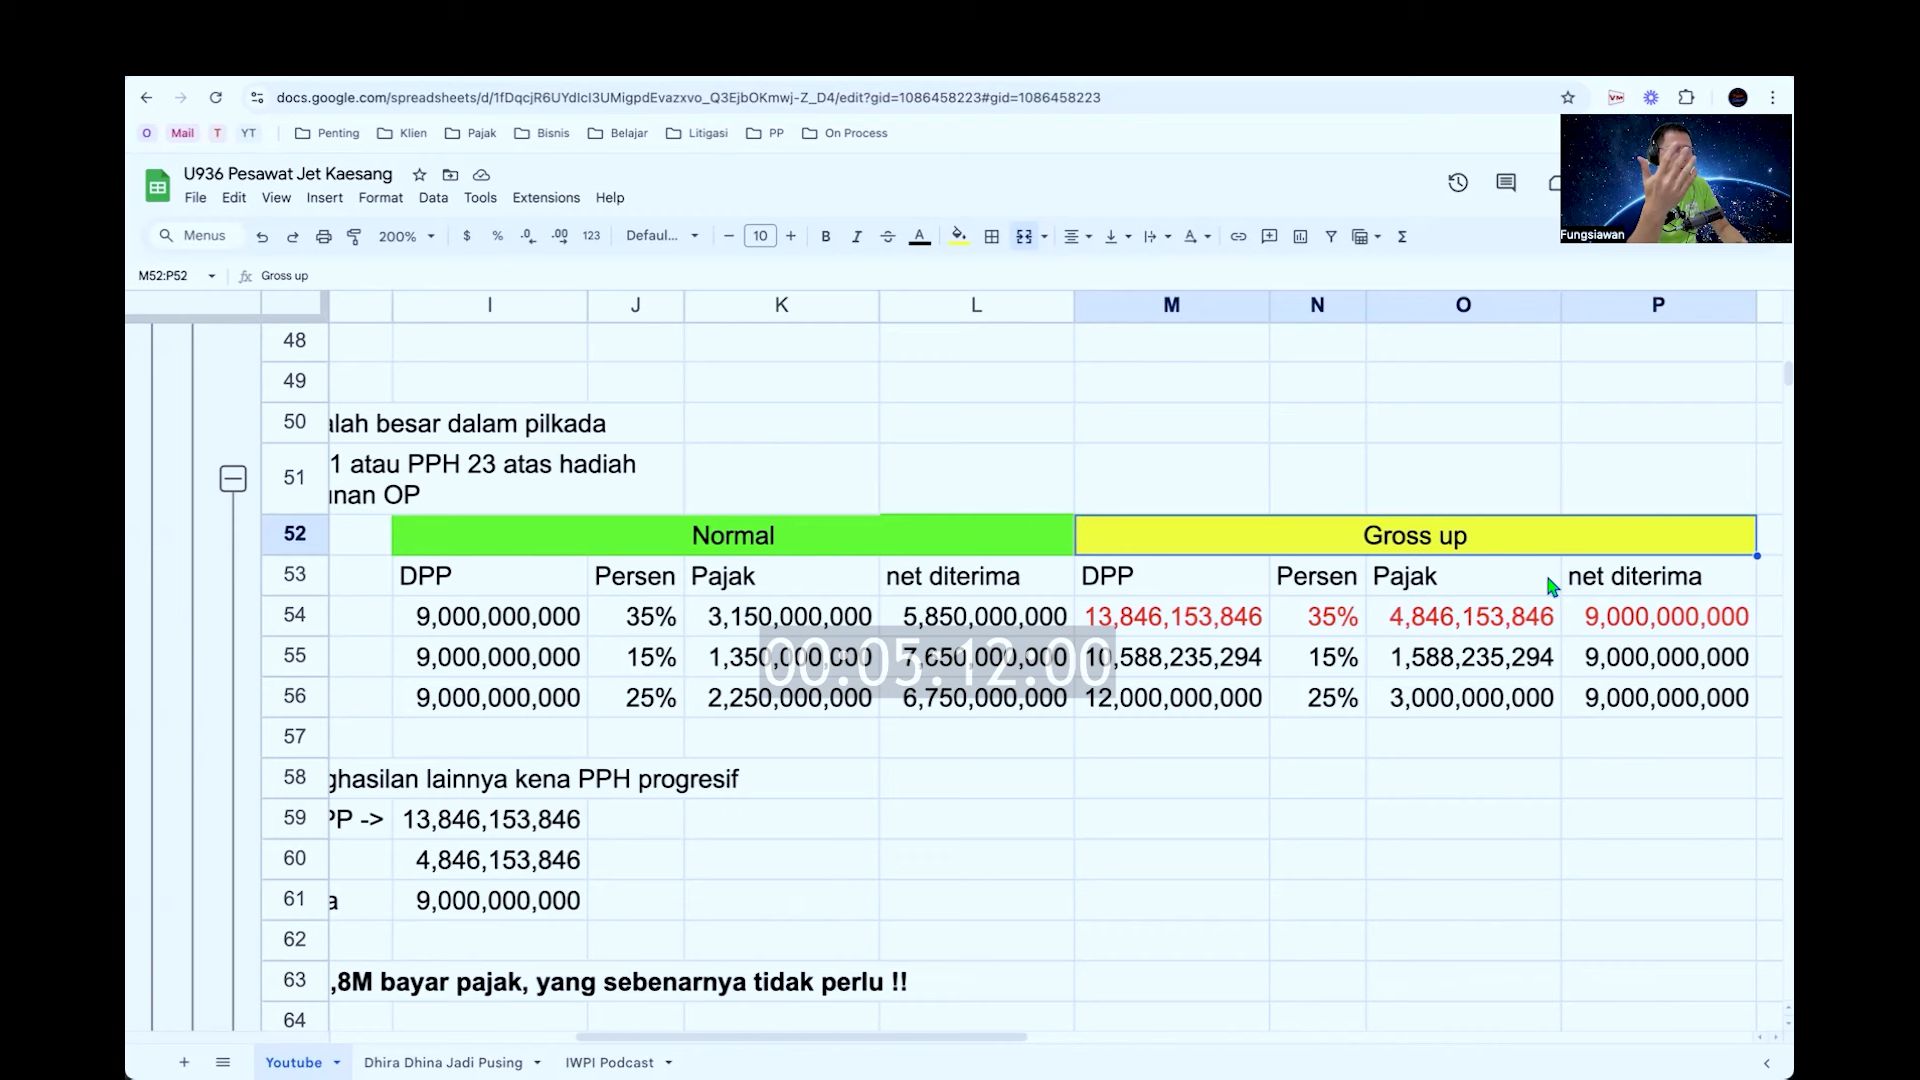 docs.google.com/spreadsheets/d/1fDqcjR6UYdIcI3UMigpdEvazxvo_Q3EjbOKmwj-Z_D4/edit?gid=1086458223#gid=1086458223
O Mail T YT Penting Klien Pajak Bisnis Belajar Litigasi PP On Process
U936 Pesawat Jet Kaesang
File Edit View Insert Format Data Tools Extensions Help
Menus 200% $ % .0 .00 123 Defaul... 10 B I A
Fungsiawan
M52:P52 fx Gross up
I J K L M N O P
48
49
50 alah besar dalam pilkada
51 1 atau PPH 23 atas hadiah
unan OP
52 Normal Gross up
53 DPP Persen Pajak net diterima DPP Persen Pajak net diterima
54 9,000,000,000 35% 3,150,000,000 5,850,000,000 13,846,153,846 35% 4,846,153,846 9,000,000,000
55 9,000,000,000 15% 1,350,000,000 7,650,000,000 10,588,235,294 15% 1,588,235,294 9,000,000,000
00:05:12:00
56 9,000,000,000 25% 2,250,000,000 6,750,000,000 12,000,000,000 25% 3,000,000,000 9,000,000,000
57
58 ghasilan lainnya kena PPH progresif
59 PP -> 13,846,153,846
60 4,846,153,846
61 a 9,000,000,000
62
63 ,8M bayar pajak, yang sebenarnya tidak perlu !!
64
Youtube Dhira Dhina Jadi Pusing IWPI Podcast